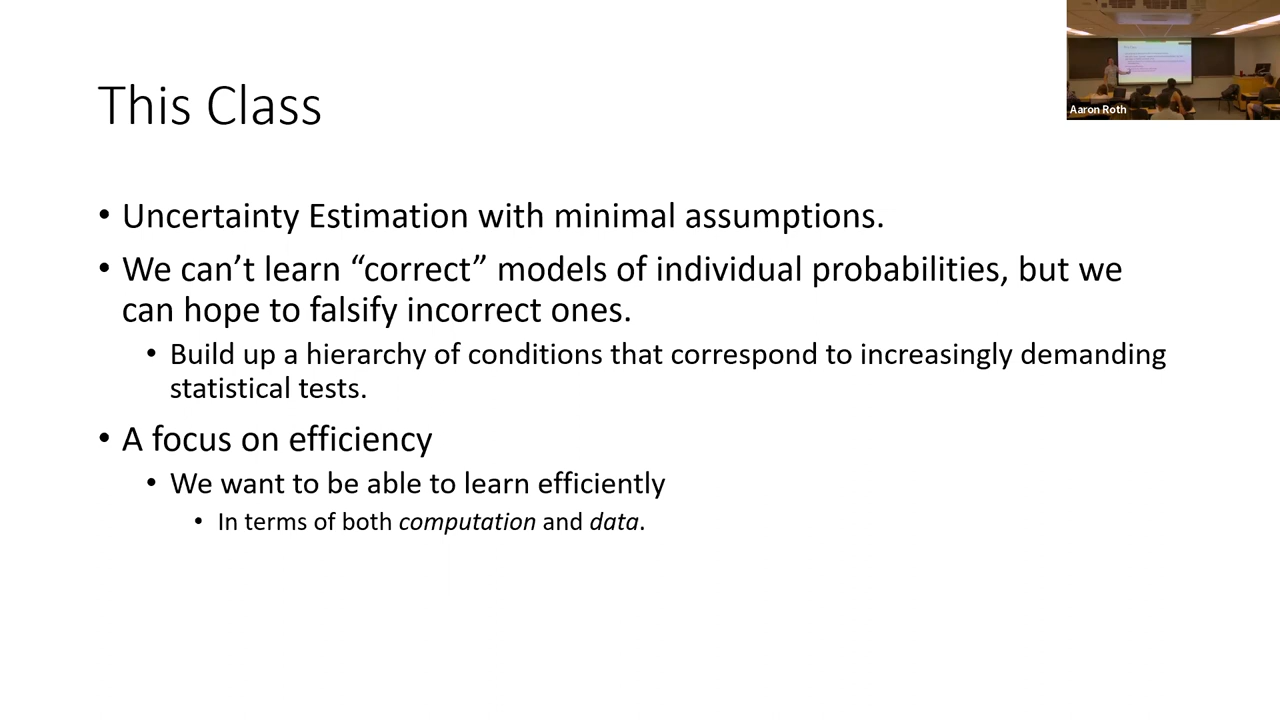 This Class
• Uncertainty Estimation with minimal assumptions.
• We can’t learn “correct” models of individual probabilities, but we
can hope to falsify incorrect ones.
• Build up a hierarchy of conditions that correspond to increasingly demanding
statistical tests.
• A focus on efficiency
• We want to be able to learn efficiently
• In terms of both computation and data.
Aaron Roth